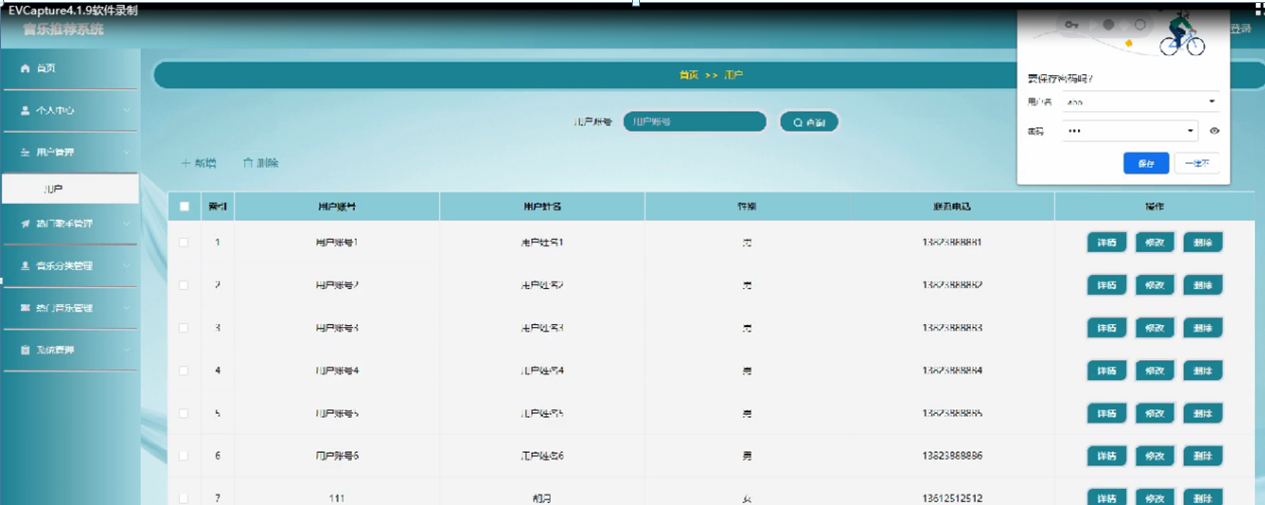 EVCapture4.1.9软件录制
音乐推荐系统
登录
首页
个人中心
用户管理
用户
热门歌手管理
音乐分类管理
热门音乐管理
系统管理
首页 >> 用户
用户账号 用户账号 查询
新增 删除
要保存密码吗?
用户名 abo
密码 •••
保存 一律不
索引 用户账号 用户姓名 性别 联系电话 操作
1 用户账号1 用户姓名1 男 13823888881 详情 修改 删除
2 用户账号2 用户姓名2 男 13823888882 详情 修改 删除
3 用户账号3 用户姓名3 男 13823888883 详情 修改 删除
4 用户账号4 用户姓名4 男 13823888884 详情 修改 删除
5 用户账号5 用户姓名5 男 13823888885 详情 修改 删除
6 用户账号6 用户姓名6 男 13823888886 详情 修改 删除
7 111 胡月 女 13612512512 详情 修改 删除